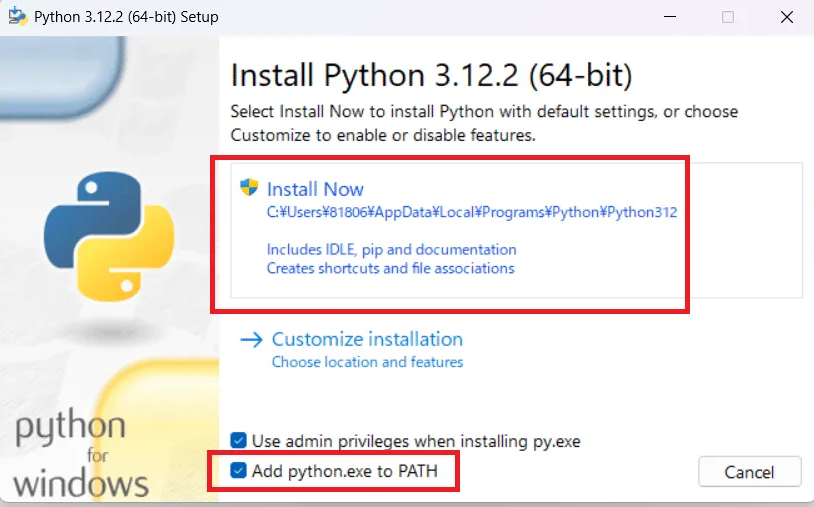 Python 3.12.2 (64-bit) Setup
Install Python 3.12.2 (64-bit)
Select Install Now to install Python with default settings, or choose
Customize to enable or disable features.
Install Now
C:¥Users¥81806¥AppData¥Local¥Programs¥Python¥Python312
Includes IDLE, pip and documentation
Creates shortcuts and file associations
Customize installation
Choose location and features
python
for
windows
Use admin privileges when installing py.exe
Add python.exe to PATH
Cancel